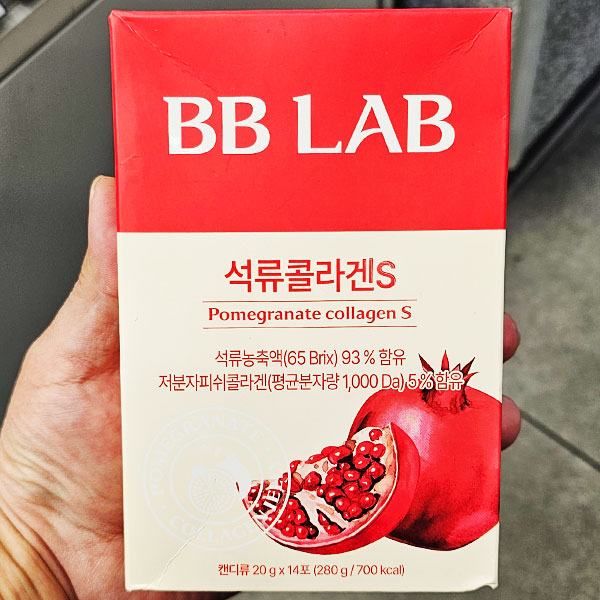 BB LAB
석류콜라겐S
Pomegranate collagen S
석류농축액(65 Brix) 93 % 함유
저분자피쉬콜라겐(평균분자량 1,000 Da) 5 % 함유
POMEGRANATE
캔디류 20 g x 14포 (280 g / 700 kcal)